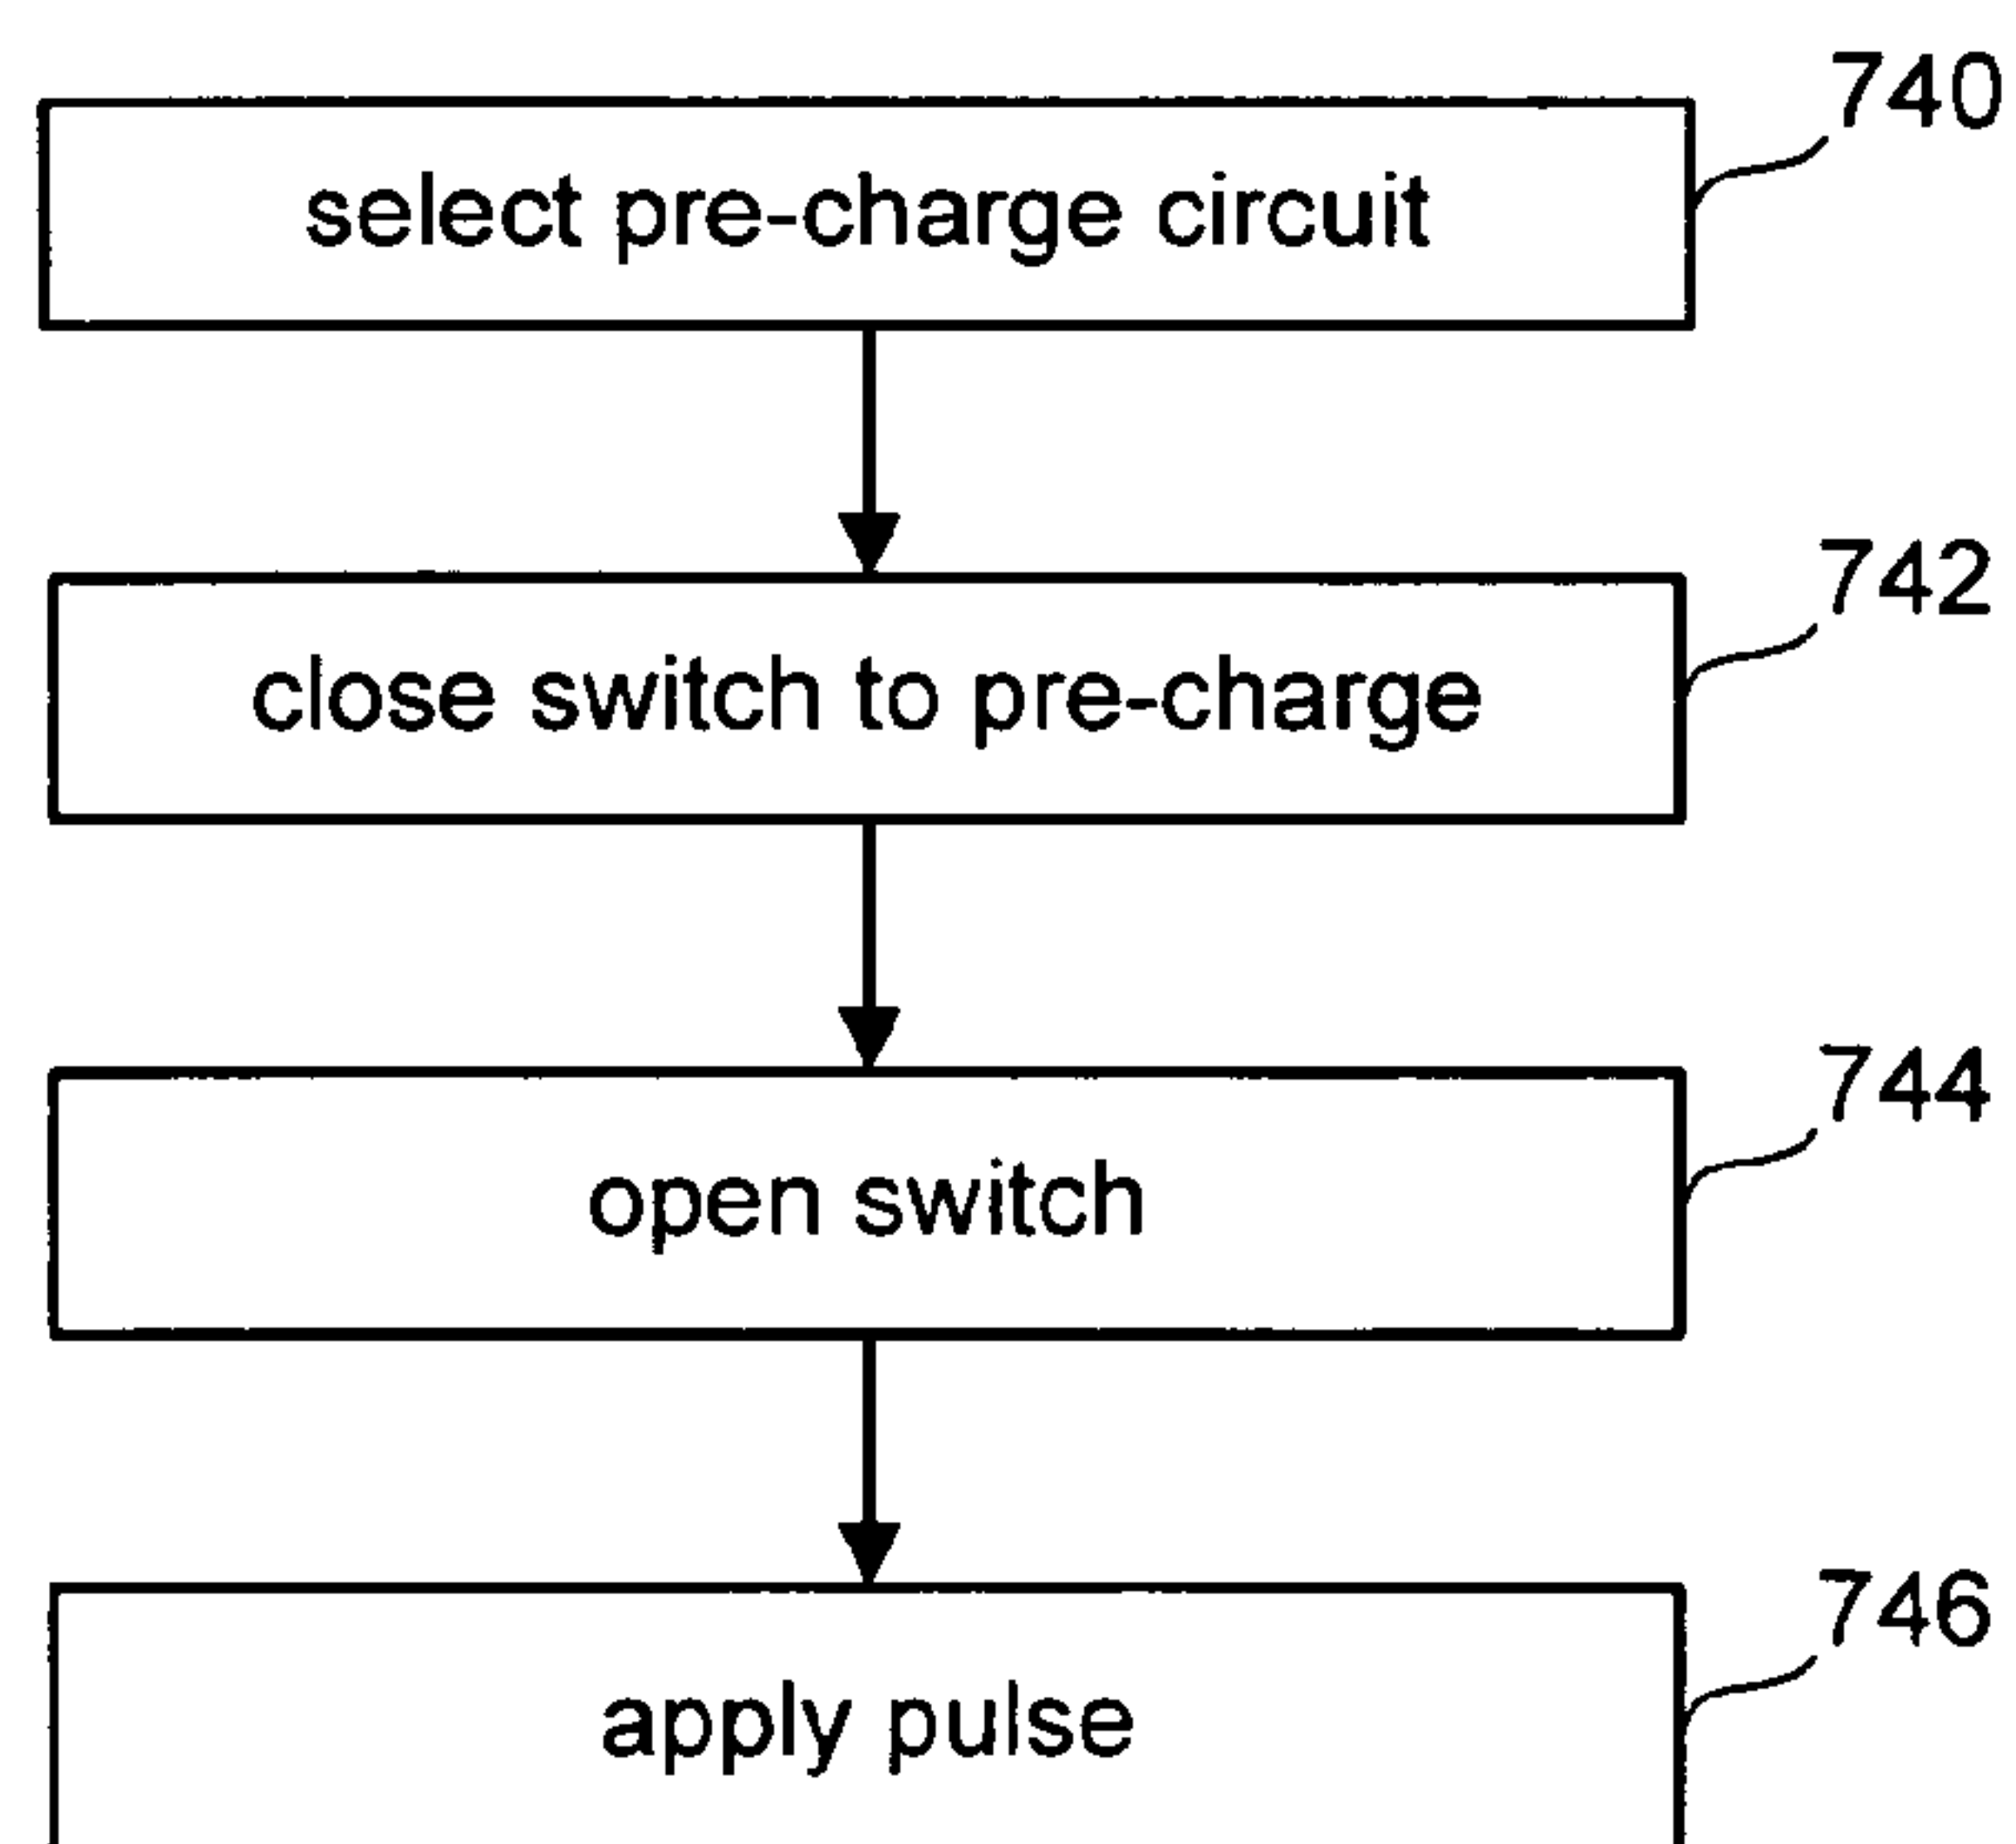 740
select pre-charge circuit
742
close switch to pre-charge
744
open switch
746
apply pulse